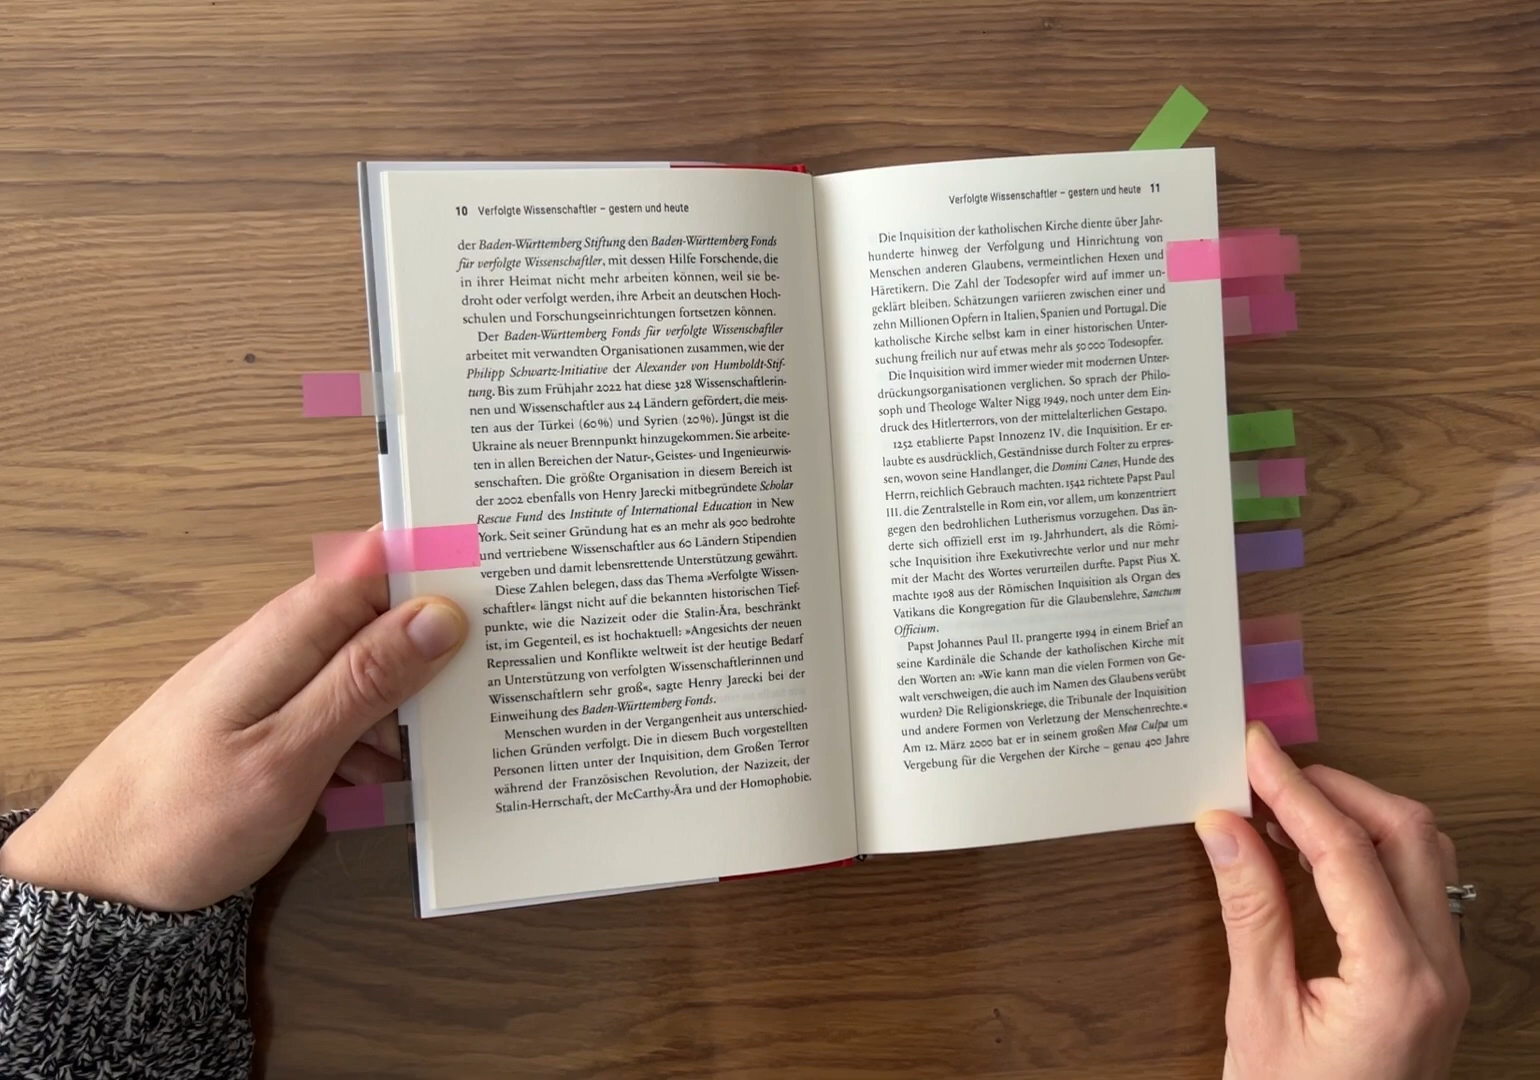 10 Verfolgte Wissenschaftler – gestern und heute
der Baden-Württemberg Stiftung den Baden-Württemberg Fonds
für verfolgte Wissenschaftler, mit dessen Hilfe Forschende, die
in ihrer Heimat nicht mehr arbeiten können, weil sie be-
droht oder verfolgt werden, ihre Arbeit an deutschen Hoch-
schulen und Forschungseinrichtungen fortsetzen können.
Der Baden-Württemberg Fonds für verfolgte Wissenschaftler
arbeitet mit verwandten Organisationen zusammen, wie der
Philipp Schwartz-Initiative der Alexander von Humboldt-Stif-
tung. Bis zum Frühjahr 2022 hat diese 328 Wissenschaftlerin-
nen und Wissenschaftler aus 24 Ländern gefördert, die meis-
ten aus der Türkei (60%) und Syrien (20%). Jüngst ist die
Ukraine als neuer Brennpunkt hinzugekommen. Sie arbeite-
ten in allen Bereichen der Natur-, Geistes- und Ingenieurwis-
senschaften. Die größte Organisation in diesem Bereich ist
der 2002 ebenfalls von Henry Jarecki mitbegründete Scholar
Rescue Fund des Institute of International Education in New
York. Seit seiner Gründung hat es an mehr als 900 bedrohte
und vertriebene Wissenschaftler aus 60 Ländern Stipendien
vergeben und damit lebensrettende Unterstützung gewährt.
Diese Zahlen belegen, dass das Thema »Verfolgte Wissen-
schaftler« längst nicht auf die bekannten historischen Tief-
punkte, wie die Nazizeit oder die Stalin-Ära, beschränkt
ist, im Gegenteil, es ist hochaktuell: »Angesichts der neuen
Repressalien und Konflikte weltweit ist der heutige Bedarf
an Unterstützung von verfolgten Wissenschaftlerinnen und
Wissenschaftlern sehr groß«, sagte Henry Jarecki bei der
Einweihung des Baden-Württemberg Fonds.
Menschen wurden in der Vergangenheit aus unterschied-
lichen Gründen verfolgt. Die in diesem Buch vorgestellten
Personen litten unter der Inquisition, dem Großen Terror
während der Französischen Revolution, der Nazizeit, der
Stalin-Herrschaft, der McCarthy-Ära und der Homophobie.
Verfolgte Wissenschaftler – gestern und heute 11
Die Inquisition der katholischen Kirche diente über Jahr-
hunderte hinweg der Verfolgung und Hinrichtung von
Menschen anderen Glaubens, vermeintlichen Hexen und
Häretikern. Die Zahl der Todesopfer wird auf immer un-
geklärt bleiben. Schätzungen variieren zwischen einer und
zehn Millionen Opfern in Italien, Spanien und Portugal. Die
katholische Kirche selbst kam in einer historischen Unter-
suchung freilich nur auf etwas mehr als 50 000 Todesopfer.
Die Inquisition wird immer wieder mit modernen Unter-
drückungsorganisationen verglichen. So sprach der Philo-
soph und Theologe Walter Nigg 1949, noch unter dem Ein-
druck des Hitlerterrors, von der mittelalterlichen Gestapo.
1252 etablierte Papst Innozenz IV. die Inquisition. Er er-
laubte es ausdrücklich, Geständnisse durch Folter zu erpres-
sen, wovon seine Handlanger, die Domini Canes, Hunde des
Herrn, reichlich Gebrauch machten. 1542 richtete Papst Paul
III. die Zentralstelle in Rom ein, vor allem, um konzentriert
gegen den bedrohlichen Lutherismus vorzugehen. Das än-
derte sich offiziell erst im 19. Jahrhundert, als die Römi-
sche Inquisition ihre Exekutivrechte verlor und nur mehr
mit der Macht des Wortes verurteilen durfte. Papst Pius X.
machte 1908 aus der Römischen Inquisition als Organ des
Vatikans die Kongregation für die Glaubenslehre, Sanctum
Officium.
Papst Johannes Paul II. prangerte 1994 in einem Brief an
seine Kardinäle die Schande der katholischen Kirche mit
den Worten an: »Wie kann man die vielen Formen von Ge-
walt verschweigen, die auch im Namen des Glaubens verübt
wurden? Die Religionskriege, die Tribunale der Inquisition
und andere Formen von Verletzung der Menschenrechte.«
Am 12. März 2000 bat er in seinem großen Mea Culpa um
Vergebung für die Vergehen der Kirche – genau 400 Jahre